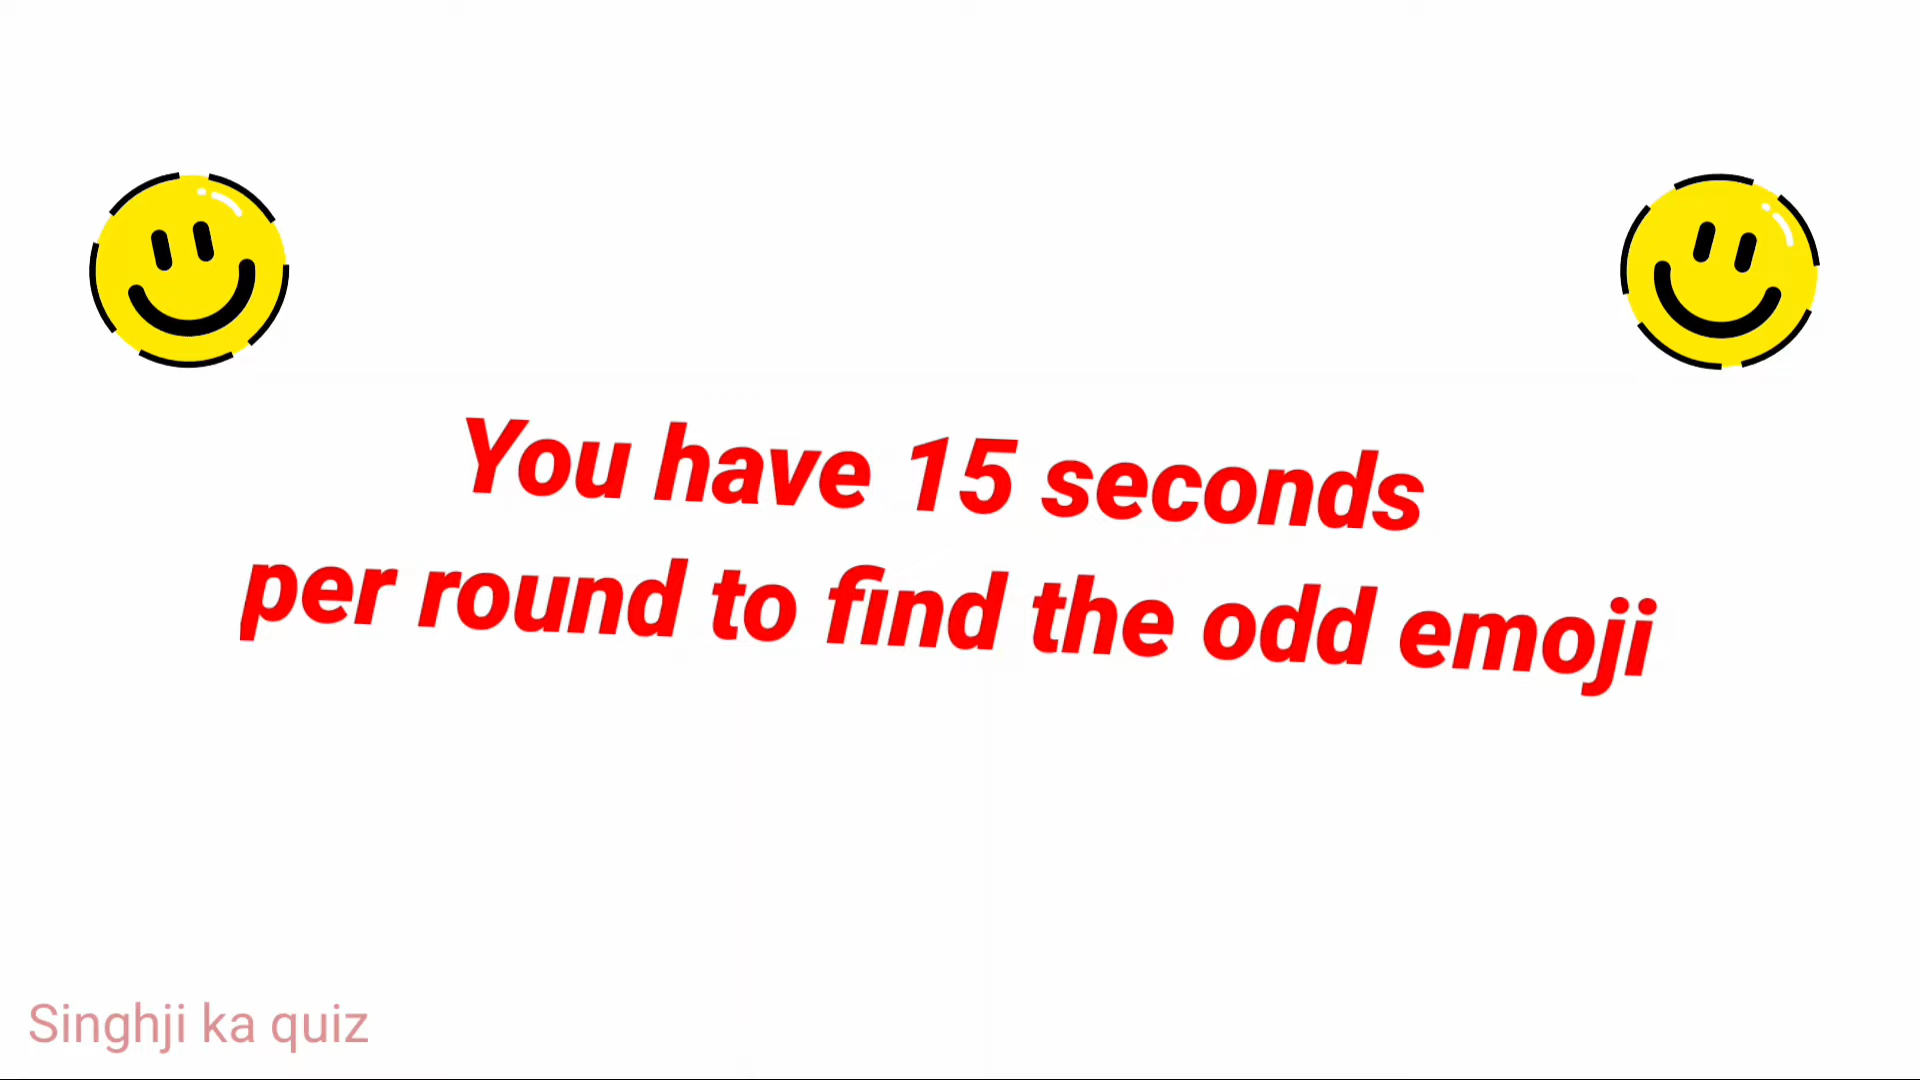 You have 15 seconds
per round to find the odd emoji
Singhji ka quiz